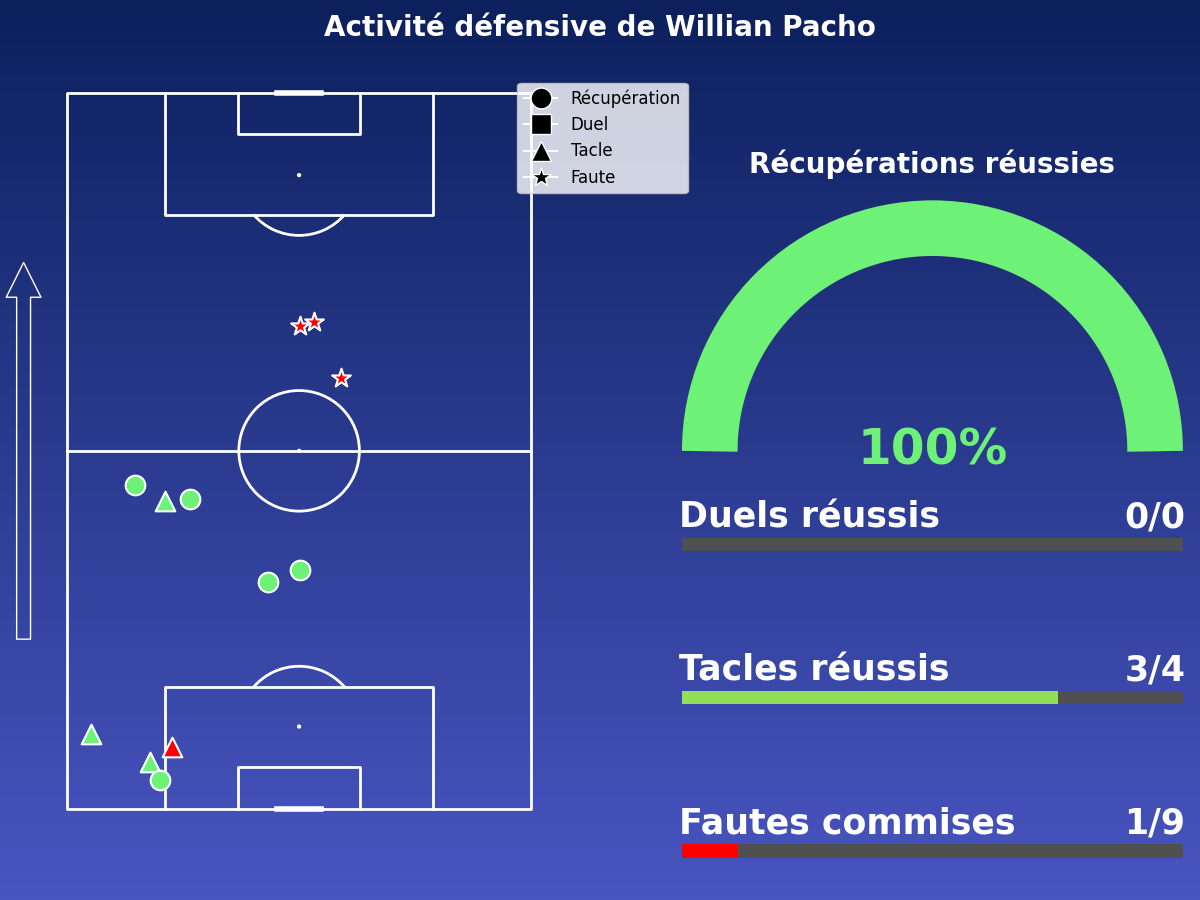 Activité défensive de Willian Pacho
Récupération
Duel
Tacle
Faute
Récupérations réussies
100%
Duels réussis 0/0
Tacles réussis 3/4
Fautes commises 1/9